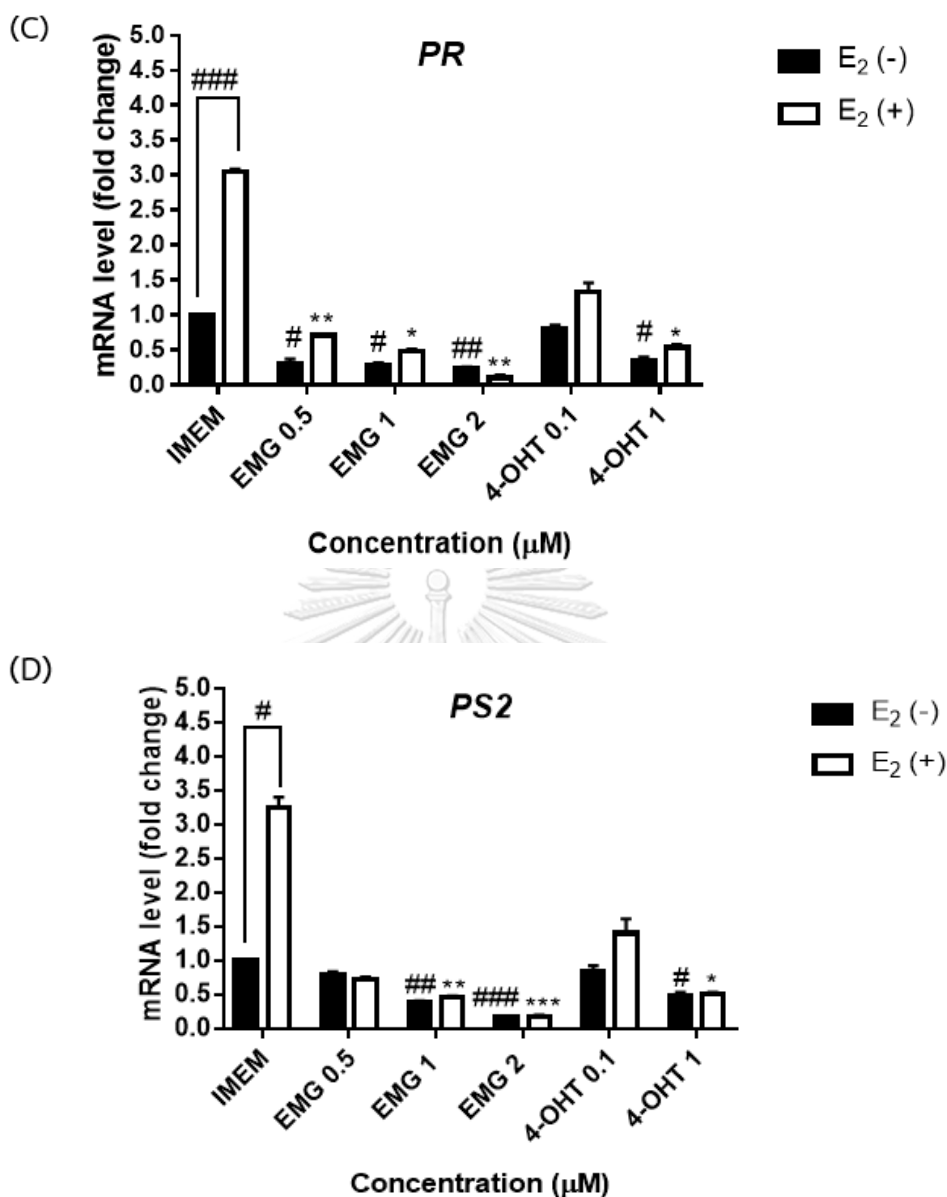 (C)
PR
E₂ (-)
E₂ (+)
mRNA level (fold change)
5.0
4.5
4.0
3.5
3.0
2.5
2.0
1.5
1.0
0.5
0.0
###
# **
# *
## **
# *
IMEM
EMG 0.5
EMG 1
EMG 2
4-OHT 0.1
4-OHT 1
Concentration (μM)
(D)
PS2
E₂ (-)
E₂ (+)
mRNA level (fold change)
5.0
4.5
4.0
3.5
3.0
2.5
2.0
1.5
1.0
0.5
0.0
#
## **
### ***
# *
IMEM
EMG 0.5
EMG 1
EMG 2
4-OHT 0.1
4-OHT 1
Concentration (μM)